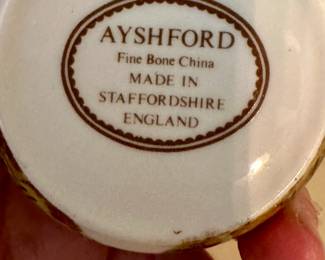 AYSHFORD
Fine Bone China
MADE IN
STAFFORDSHIRE
ENGLAND